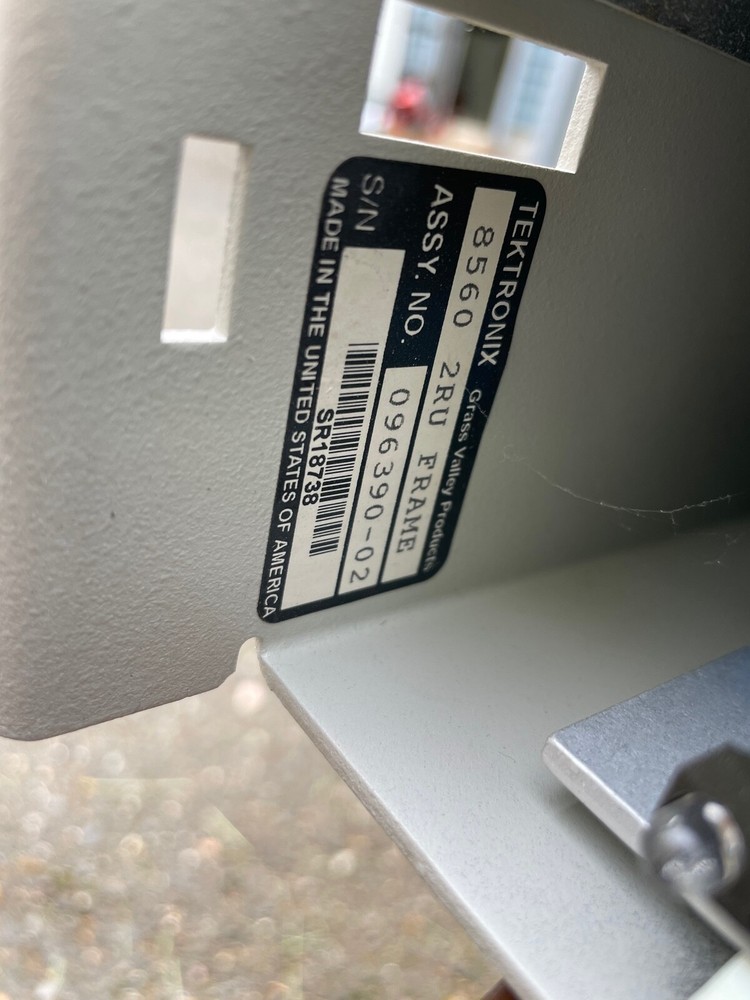 TEKTRONIX Grass Valley Products
8560 2RU FRAME
ASSY. NO. 096390-02
S/N
SR18738
MADE IN THE UNITED STATES OF AMERICA